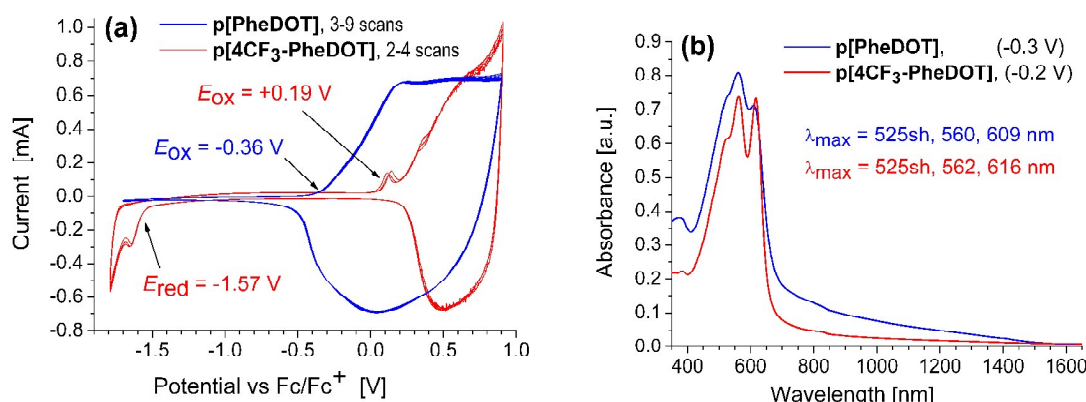 (a)
p[PheDOT], 3-9 scans
p[4CF3-PheDOT], 2-4 scans
Eox = +0.19 V
Eox = -0.36 V
Ered = -1.57 V
1.0
0.8
0.6
0.4
0.2
0.0
0.2
-0.4
-0.6
-0.8
Current [mA]
-1.5
-1.0
-0.5
0.0
0.5
1.0
Potential vs Fc/Fc+ [V]
(b)
p[PheDOT], (-0.3 V)
p[4CF3-PheDOT], (-0.2 V)
λmax = 525sh, 560, 609 nm
λmax = 525sh, 562, 616 nm
0.9
0.8
0.7
0.6
0.5
0.4
0.3
0.2
0.1
0.0
Absorbance [a.u.]
400
600
800
1000
1200
1400
1600
Wavelength [nm]